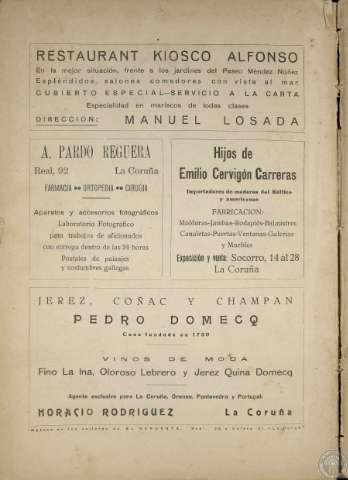 RESTAURANT KIOSCO ALFONSO
En la mejor situación, frente a los jardines del Paseo Méndez Núñez
Espléndidos, salones comedores con vista al mar
CUBIERTO ESPECIAL—SERVICIO A LA CARTA
Especialidad en mariscos de todas clases
DIRECCIÓN: MANUEL LOSADA
A. PARDO REGUERA
Real, 92 La Coruña
FARMACIA •• ORTOPEDIA •• CIRUGIA
Aparatos y accesorios fotográficos
Laboratorio Fotográfico
para trabajos de aficionados
con entrega dentro de las 24 horas
Postales de paisajes
y costumbres gallegas
Hijos de
Emilio Cervigón Carreras
Importadores de maderas del Báltico
y americanas
FABRICACION:
Molduras-Jambas-Rodapiés-Balaustres
Canaletas-Puertas-Ventanas-Galerías
y Muebles
Exposición y venta: Socorro, 14 al 28
La Coruña
JEREZ, COÑAC Y CHAMPAN
PEDRO DOMECQ
Casa fundada en 1730
VINOS DE MODA
Fino La Ina, Oloroso Lebrero y Jerez Quina Domecq
Agente exclusivo para La Coruña, Orense, Pontevedra y Portugal:
HORACIO RODRIGUEZ La Coruña